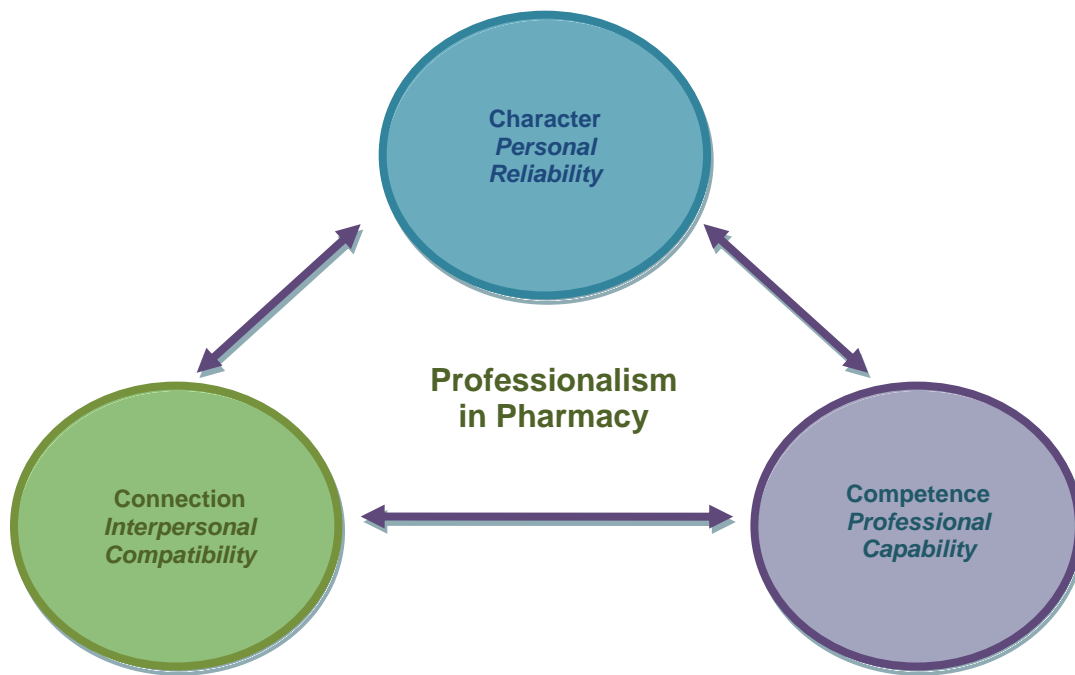 Character
Personal
Reliability
Professionalism
in Pharmacy
Connection
Interpersonal
Compatibility
Competence
Professional
Capability